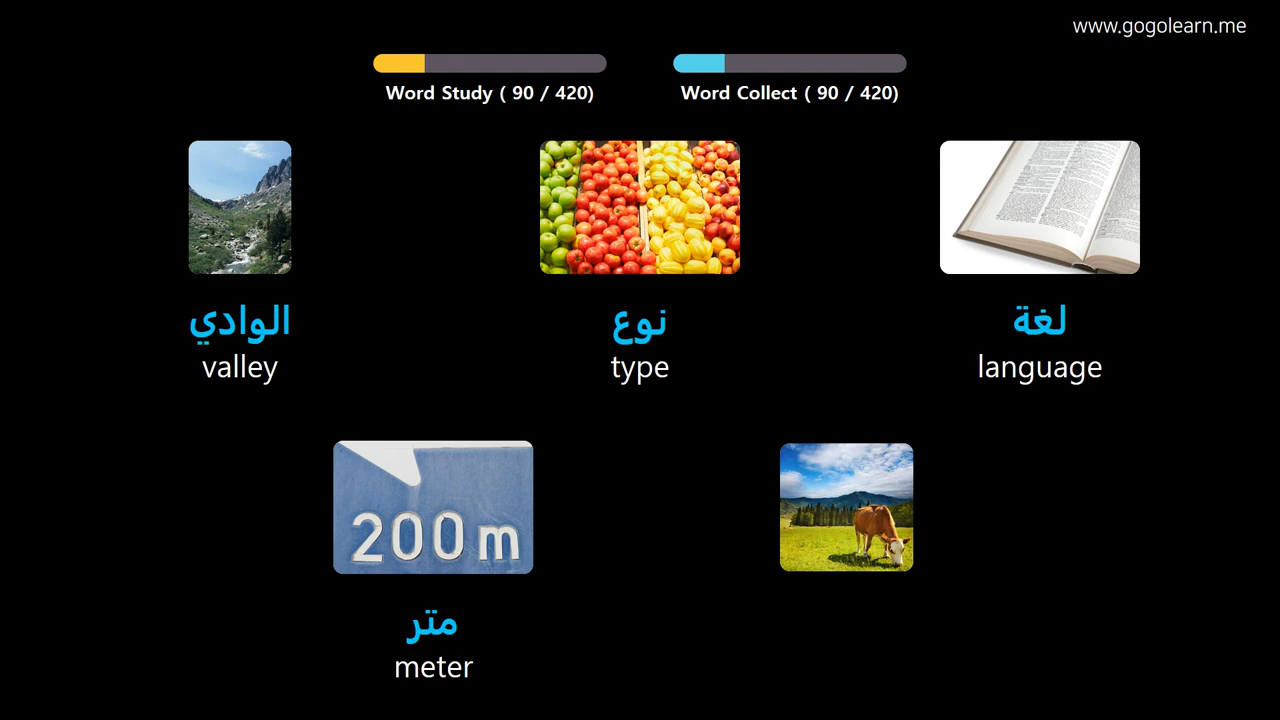 www.gogolearn.me
Word Study ( 90 / 420)
Word Collect ( 90 / 420)
الوادي
valley
نوع
type
لغة
language
200 m
متر
meter